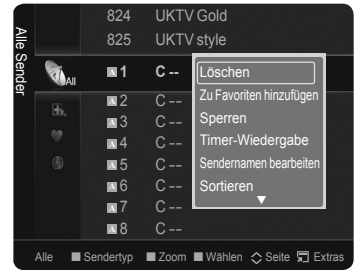 Alle Sender
824 UKTV Gold
825 UKTV style
All
A 1 C --
A 2 C --
A 3 C --
A 4 C --
A 5 C --
A 6 C --
A 7 C --
A 8 C --
Löschen
Zu Favoriten hinzufügen
Sperren
Timer-Wiedergabe
Sendernamen bearbeiten
Sortieren
Alle Sendertyp Zoom Wählen Seite Extras